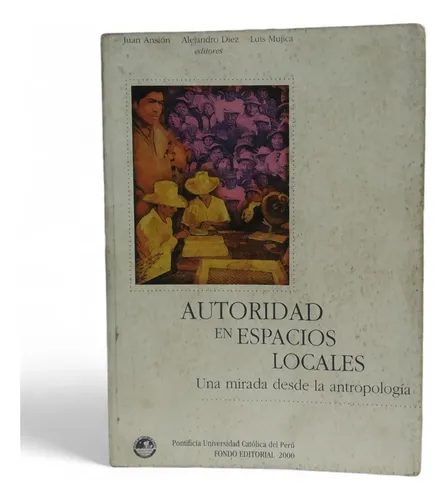 Juan Ansión Alejandro Diez Luis Mujica
editores
AUTORIDAD
EN ESPACIOS
LOCALES
Una mirada desde la antropología
Pontificia Universidad Católica del Perú
FONDO EDITORIAL 2000